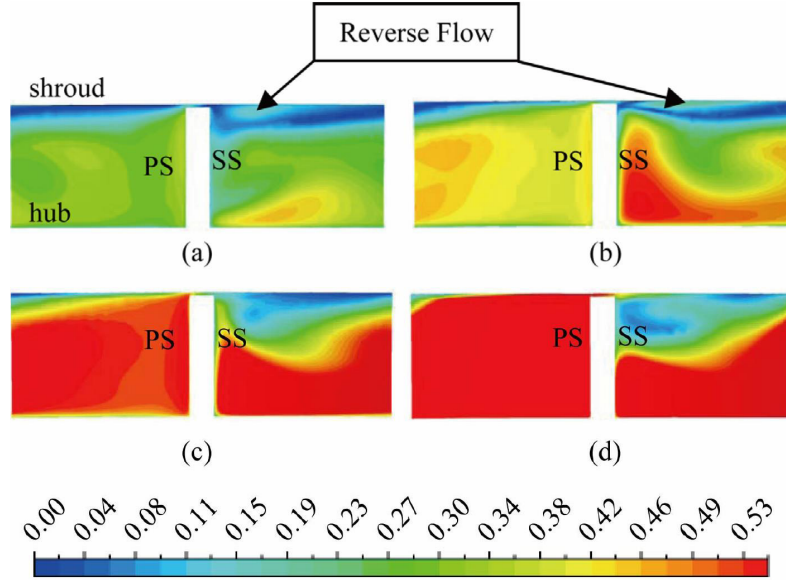 Reverse Flow
shroud
PS SS
hub
PS SS
(a) (b)
PS SS
PS SS
(c) (d)
0.00 0.04 0.08 0.11 0.15 0.19 0.23 0.27 0.30 0.34 0.38 0.42 0.46 0.49 0.53